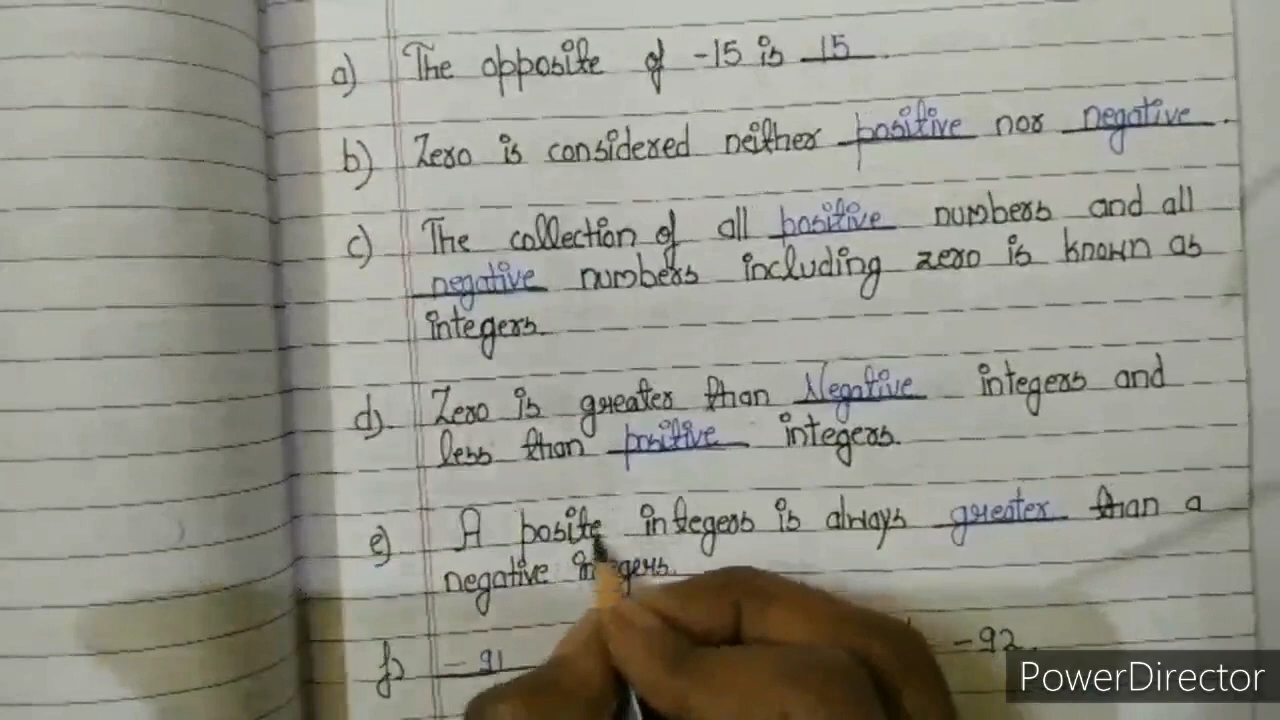 a) The opposite of -15 is 15.
b) Zero is considered neither positive nor negative.
c) The collection of all positive numbers and all
negative numbers including zero is known as
integers.
d) Zero is greater than Negative integers and
less than positive integers.
e) A posite integers is always greater than a
negative integers.
f) -91 -92.
PowerDirector